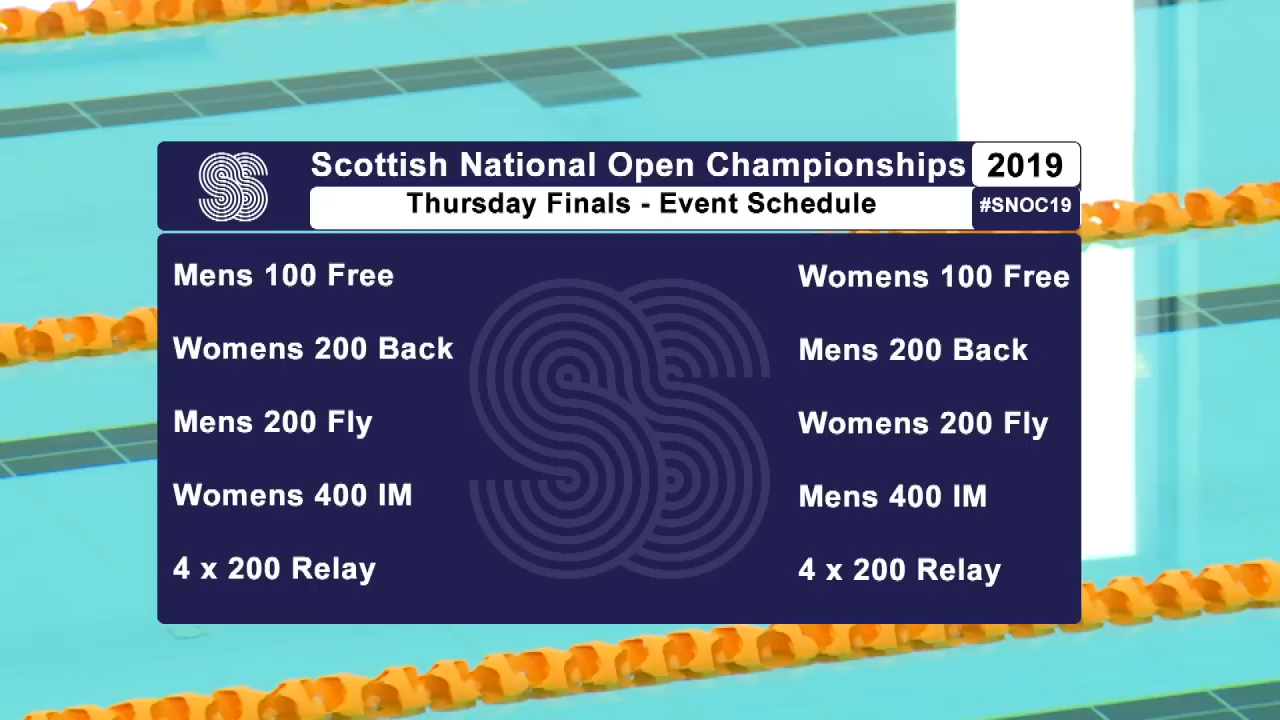 Scottish National Open Championships 2019
Thursday Finals - Event Schedule #SNOC19
Mens 100 Free Womens 100 Free
Womens 200 Back Mens 200 Back
Mens 200 Fly Womens 200 Fly
Womens 400 IM Mens 400 IM
4 x 200 Relay 4 x 200 Relay